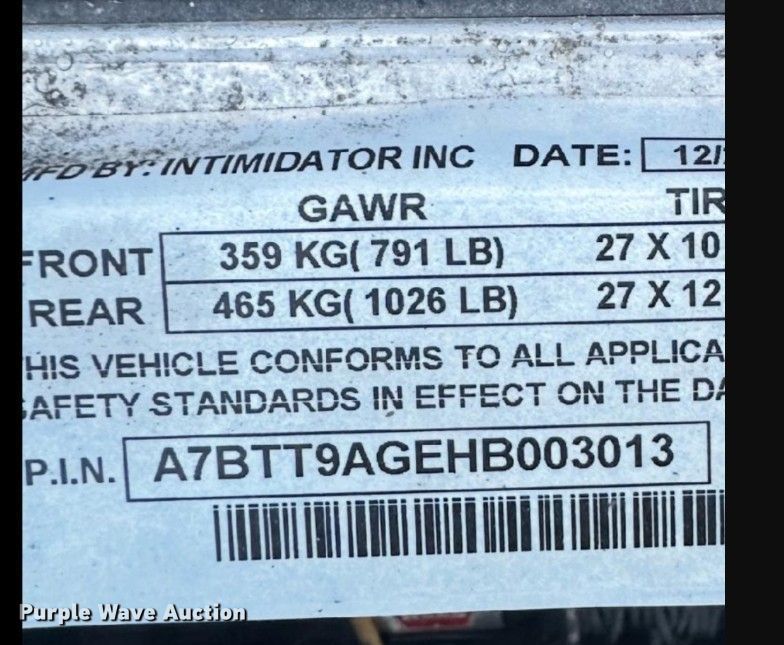 MFD BY: INTIMIDATOR INC DATE: 12/
GAWR TIR
FRONT 359 KG( 791 LB) 27 X 10
REAR 465 KG( 1026 LB) 27 X 12
HIS VEHICLE CONFORMS TO ALL APPLICA
SAFETY STANDARDS IN EFFECT ON THE DA
P.I.N. A7BTT9AGEHB003013
Purple Wave Auction